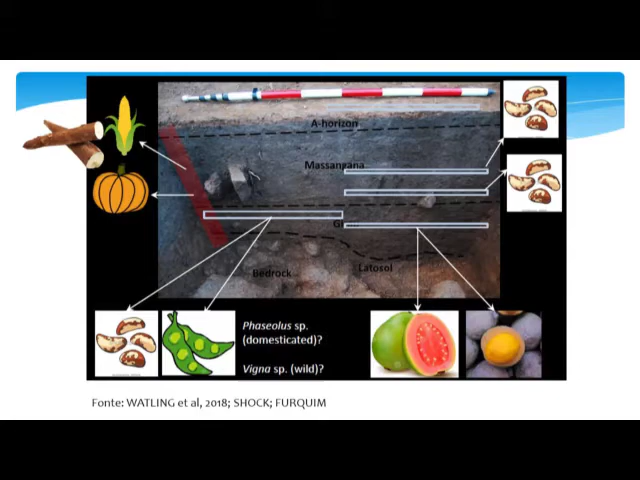 A-horizon
Massangana
Bedrock
Latosol
Phaseolus sp.
(domesticated)?
Vigna sp. (wild)?
Fonte: WATLING et al, 2018; SHOCK; FURQUIM